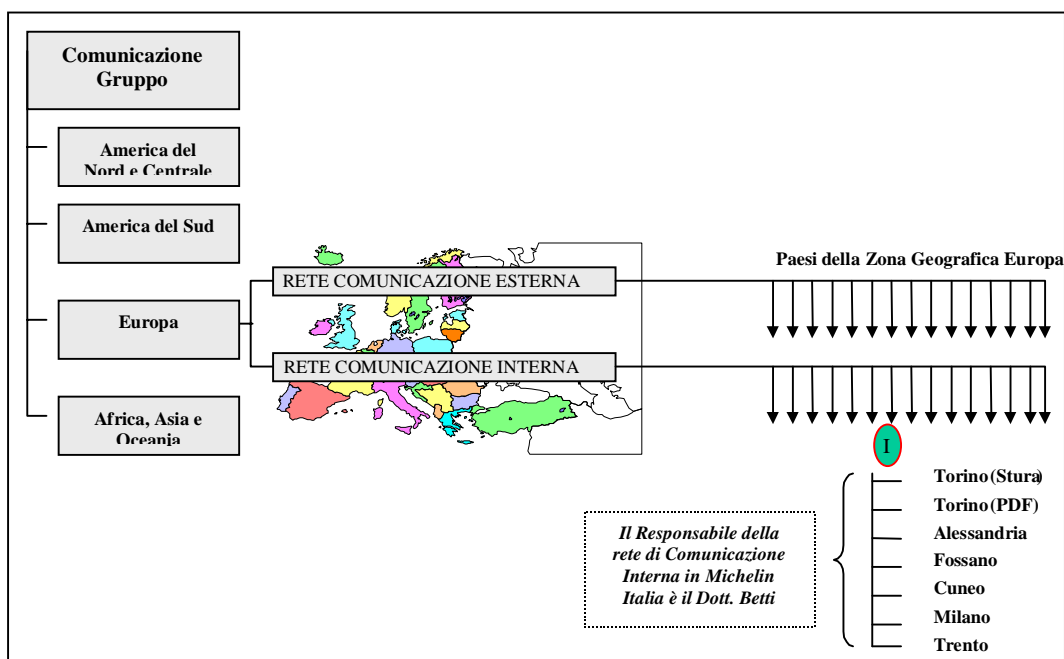 Comunicazione
Gruppo
America del
Nord e Centrale
America del Sud
Europa
Africa, Asia e
Oceania
RETE COMUNICAZIONE ESTERNA
RETE COMUNICAZIONE INTERNA
Paesi della Zona Geografica Europa
I
Il Responsabile della
rete di Comunicazione
Interna in Michelin
Italia è il Dott. Betti
Torino (Stura)
Torino (PDF)
Alessandria
Fossano
Cuneo
Milano
Trento